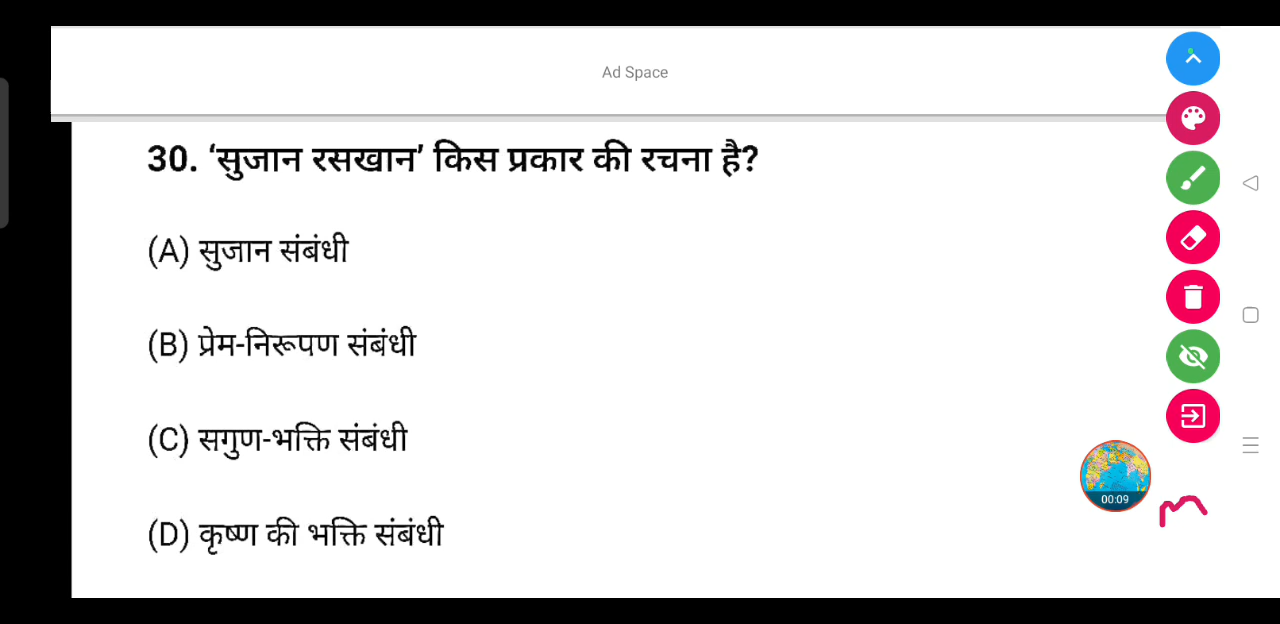 Ad Space
30. ‘सुजान रसखान’ किस प्रकार की रचना है?
(A) सुजान संबंधी
(B) प्रेम-निरूपण संबंधी
(C) सगुण-भक्ति संबंधी
(D) कृष्ण की भक्ति संबंधी
00:09